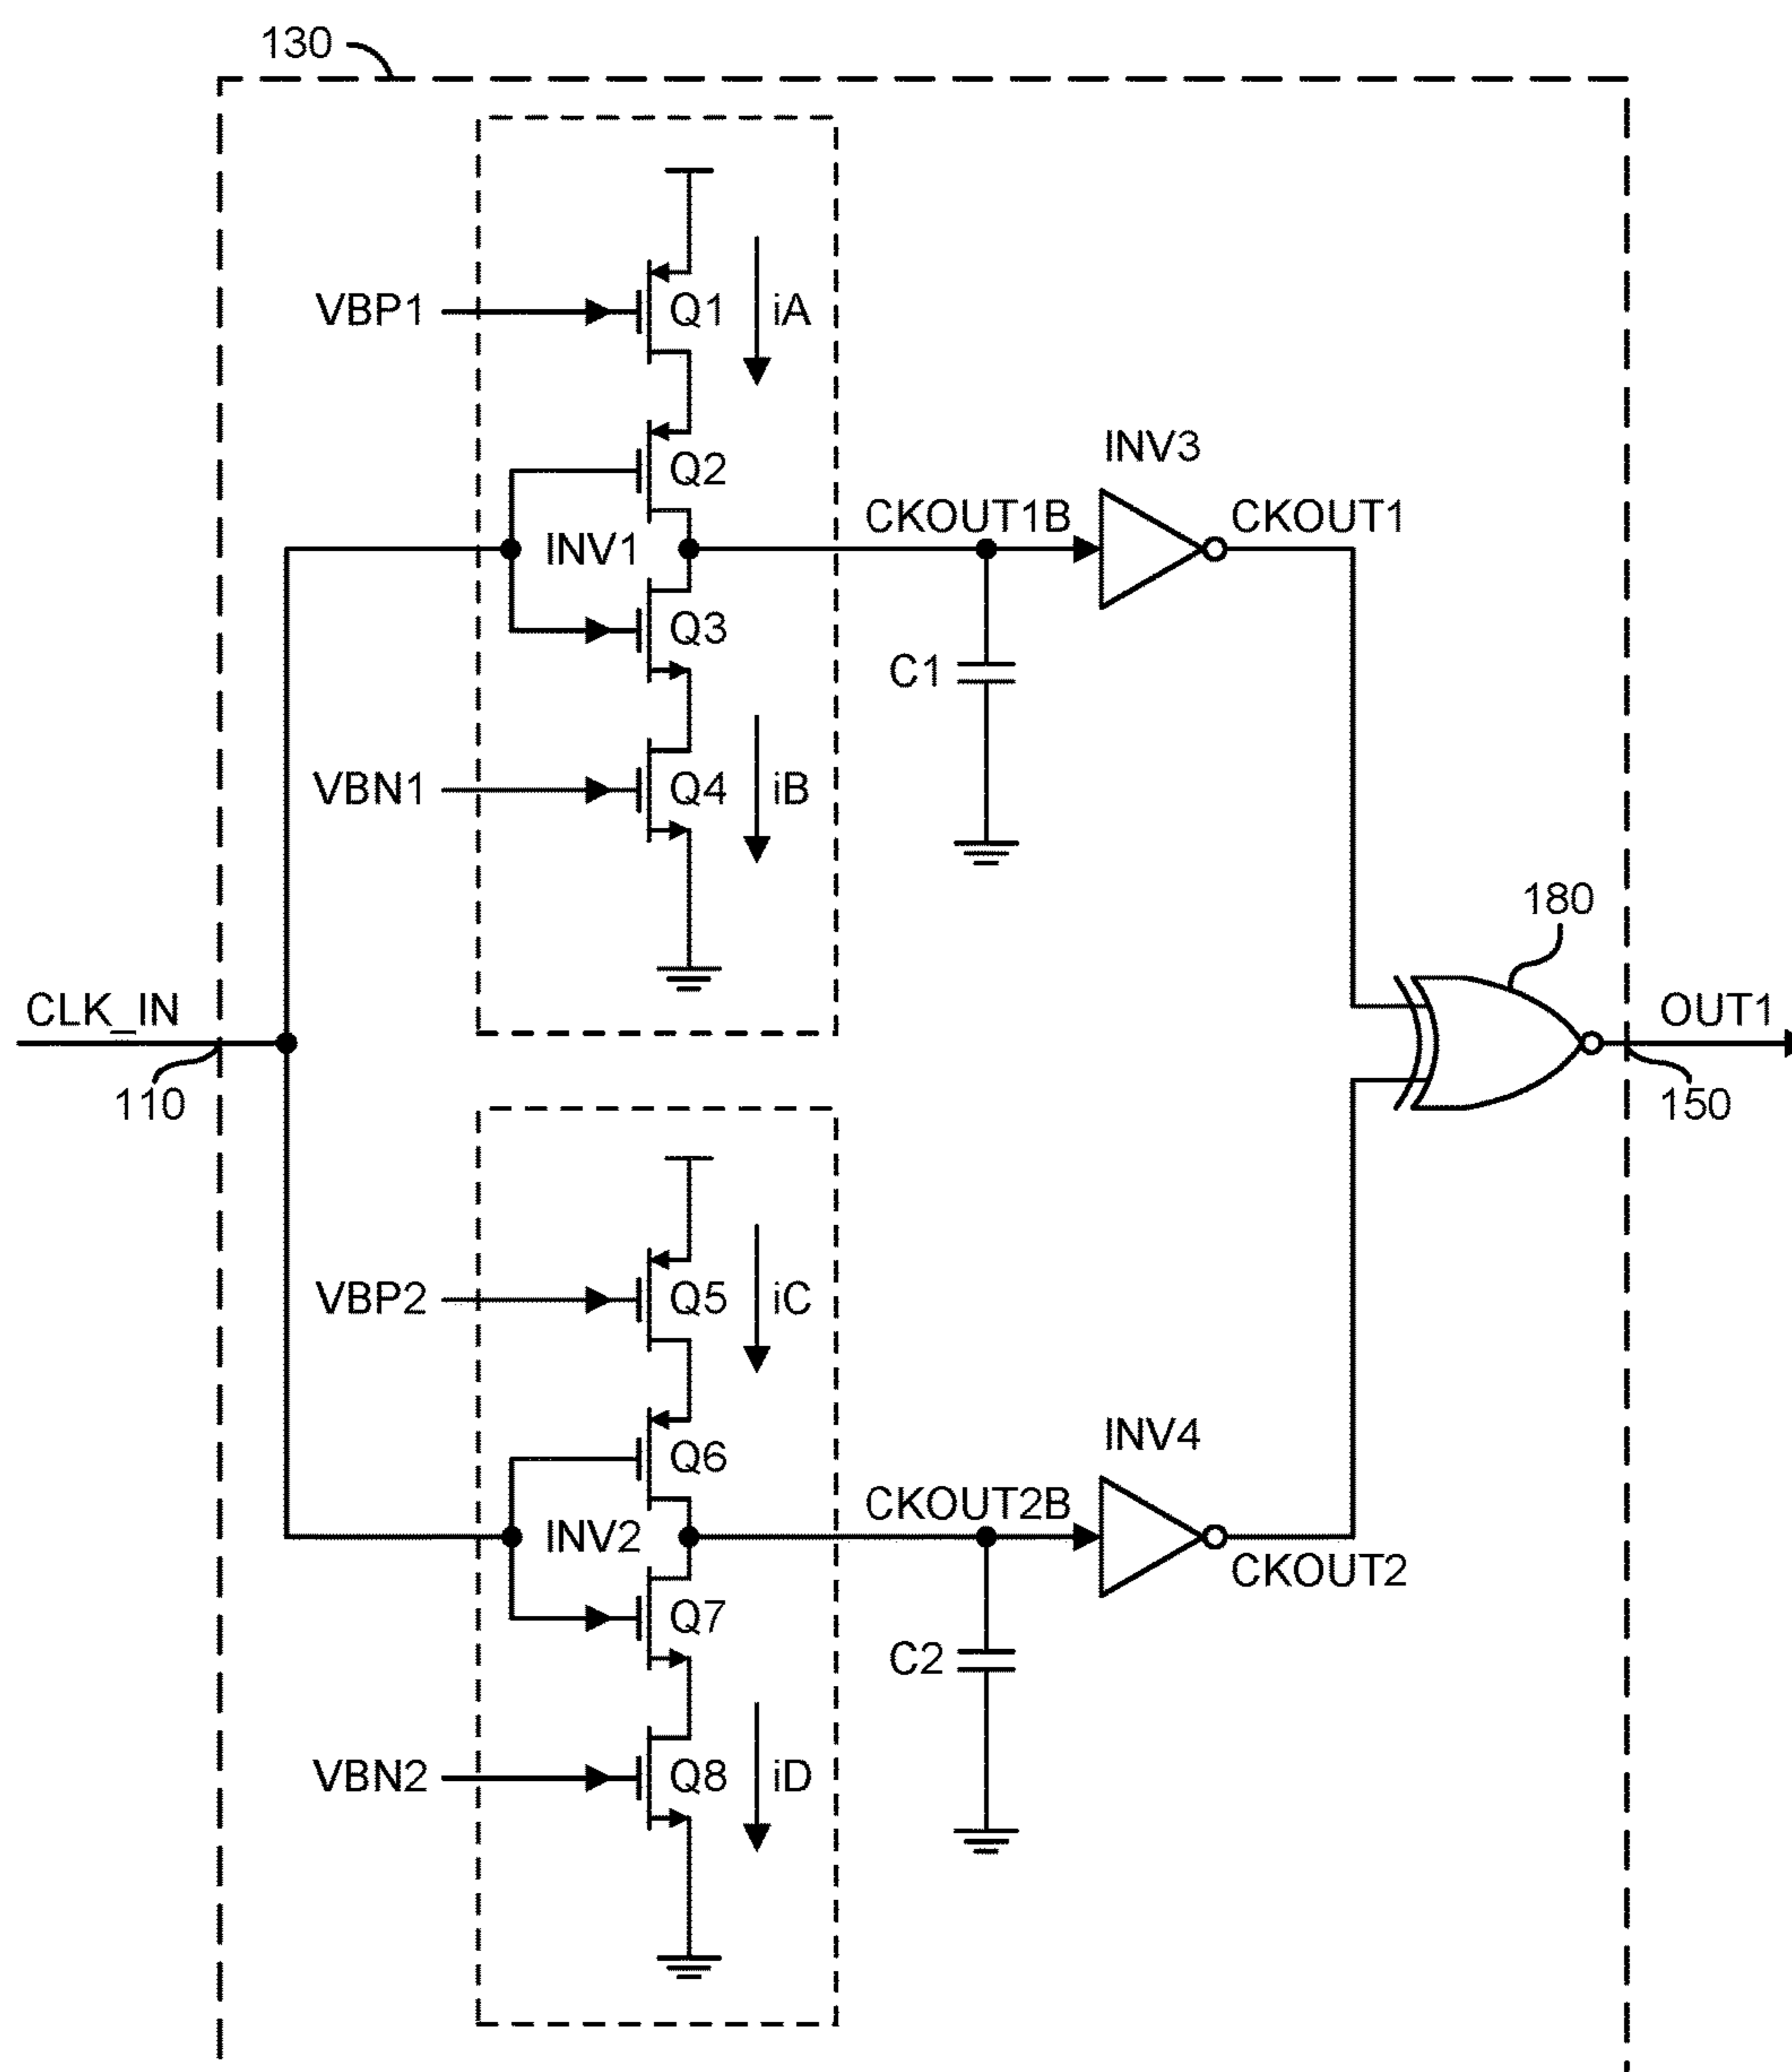 130
VBP1
Q1
iA
Q2
INV3
CKOUT1B
CKOUT1
INV1
Q3
C1
VBN1
Q4
iB
180
CLK_IN
OUT1
110
150
VBP2
Q5
iC
INV4
Q6
CKOUT2B
INV2
CKOUT2
Q7
C2
VBN2
Q8
iD